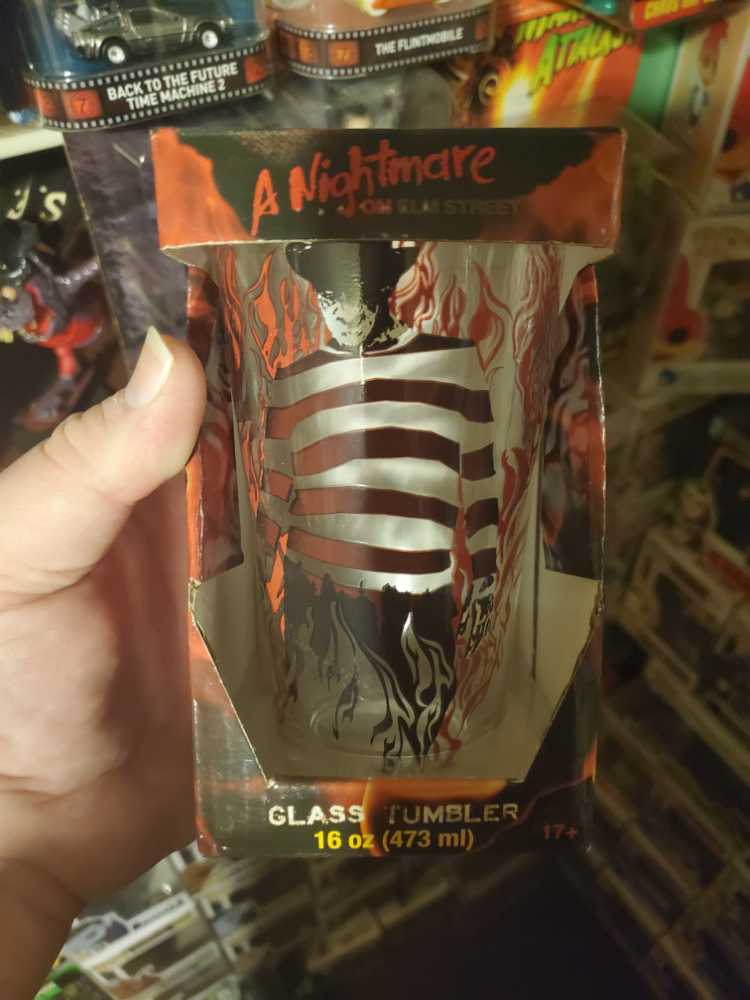 BACK TO THE FUTURE
TIME MACHINE 2
THE FLINTMOBILE
ATTACKS
A Nightmare
ON ELM STREET
GLASS TUMBLER
16 oz (473 ml)
17+